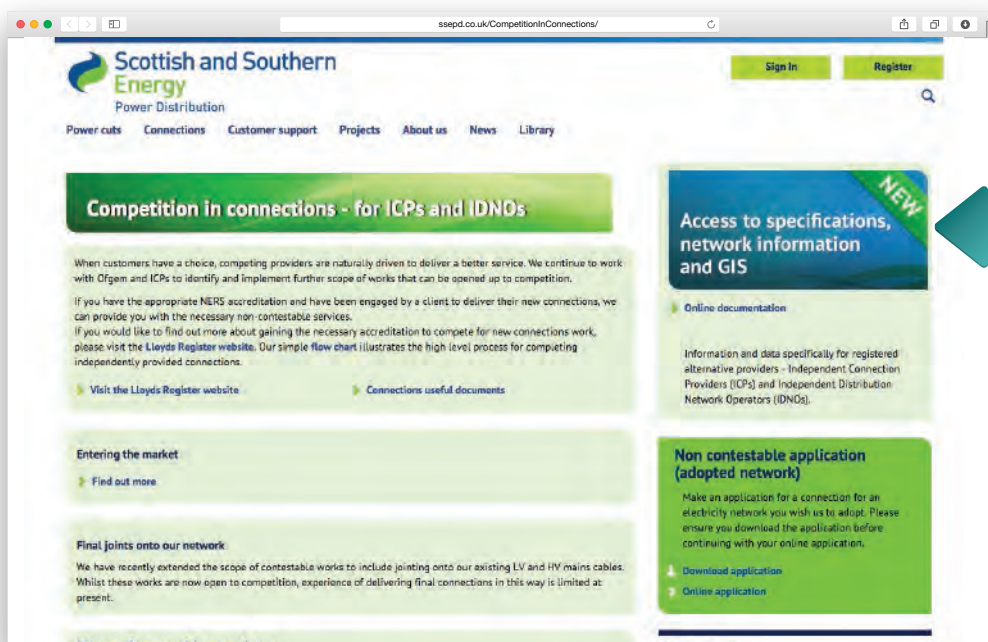 ssepd.co.uk/CompetitionInConnections/
Scottish and Southern
Energy
Power Distribution
Sign In
Register
Power cuts
Connections
Customer support
Projects
About us
News
Library
Competition in connections - for ICPs and IDNOs
When customers have a choice, competing providers are naturally driven to deliver a better service. We continue to work
with Ofgem and ICPs to identify and implement further scope of works that can be opened up to competition.
If you have the appropriate NERS accreditation and have been engaged by a client to deliver their new connections, we
can provide you with the necessary non-contestable services.
If you would like to find out more about gaining the necessary accreditation to compete for new connections work,
please visit the Lloyds Register website. Our simple flow chart illustrates the high level process for completing
independently provided connections.
Visit the Lloyds Register website
Connections useful documents
Entering the market
Find out more
Final joints onto our network
We have recently extended the scope of contestable works to include jointing onto our existing LV and HV mains cables.
Whilst these works are now open to competition, experience of delivering final connections in this way is limited at
present.
NEW
Access to specifications,
network information
and GIS
Online documentation
Information and data specifically for registered
alternative providers - Independent Connection
Providers (ICPs) and Independent Distribution
Network Operators (IDNOs).
Non contestable application
(adopted network)
Make an application for a connection for an
electricity network you wish us to adopt. Please
ensure you download the application before
continuing with your online application.
Download application
Online application